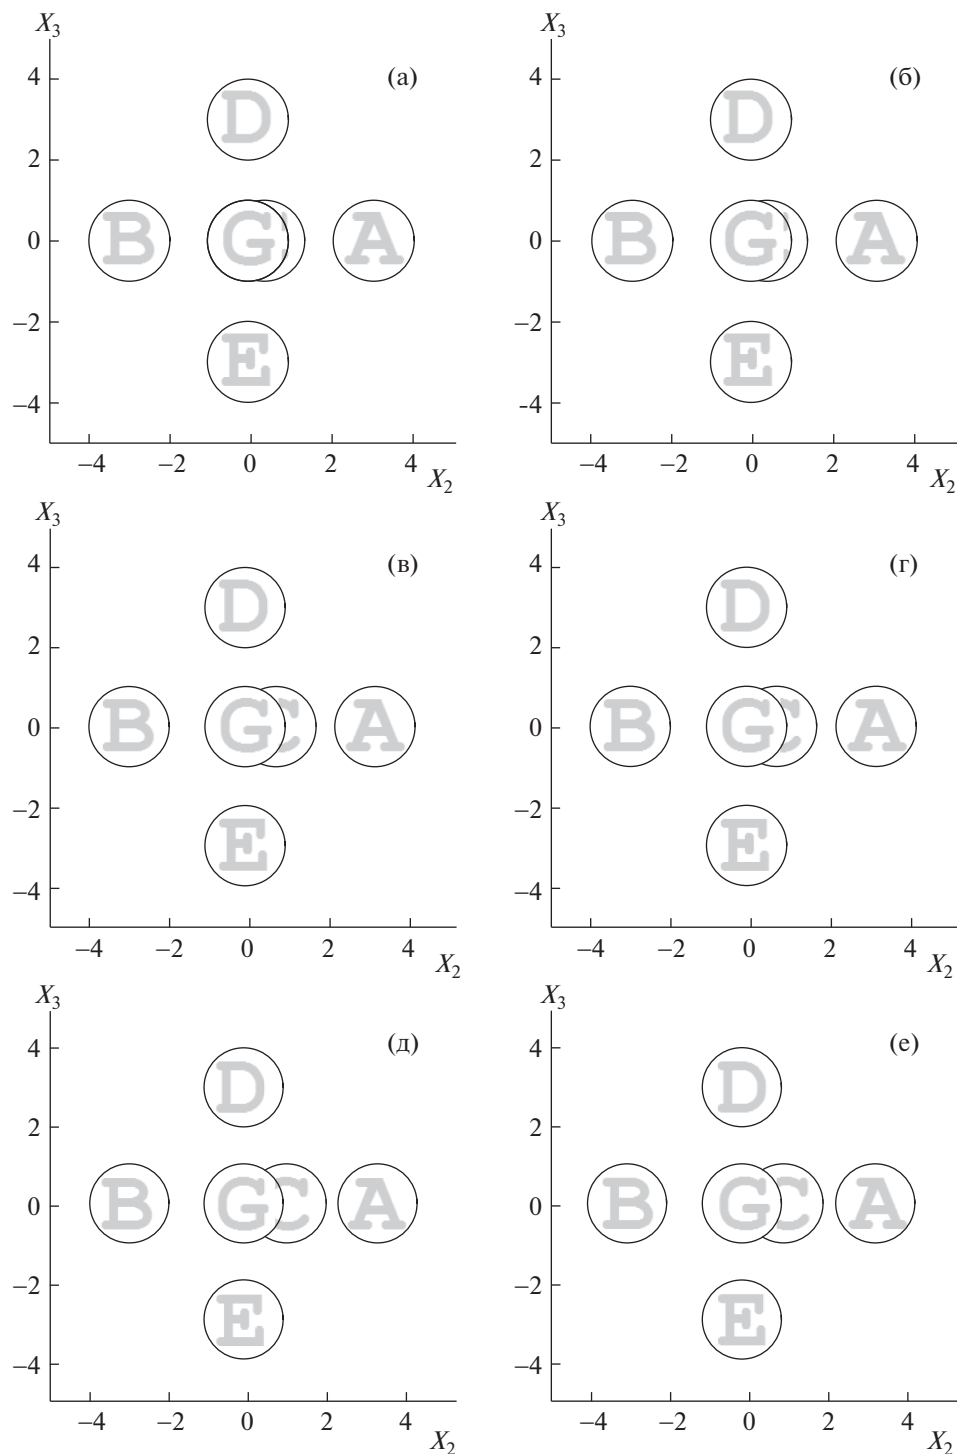 X3 X3
4 (а) 4 (б)
D D
2 2
0 B G A 0 B G A
−2 −2
E E
−4 -4
−4 −2 0 2 4 −4 −2 0 2 4
X2 X2
X3 X3
4 (в) 4 (г)
D D
2 2
0 B G C A 0 B G C A
−2 −2
E E
−4 −4
−4 −2 0 2 4 −4 −2 0 2 4
X2 X2
X3 X3
4 (д) 4 (е)
D D
2 2
0 B G C A 0 B G C A
−2 −2
E E
−4 −4
−4 −2 0 2 4 −4 −2 0 2 4
X2 X2